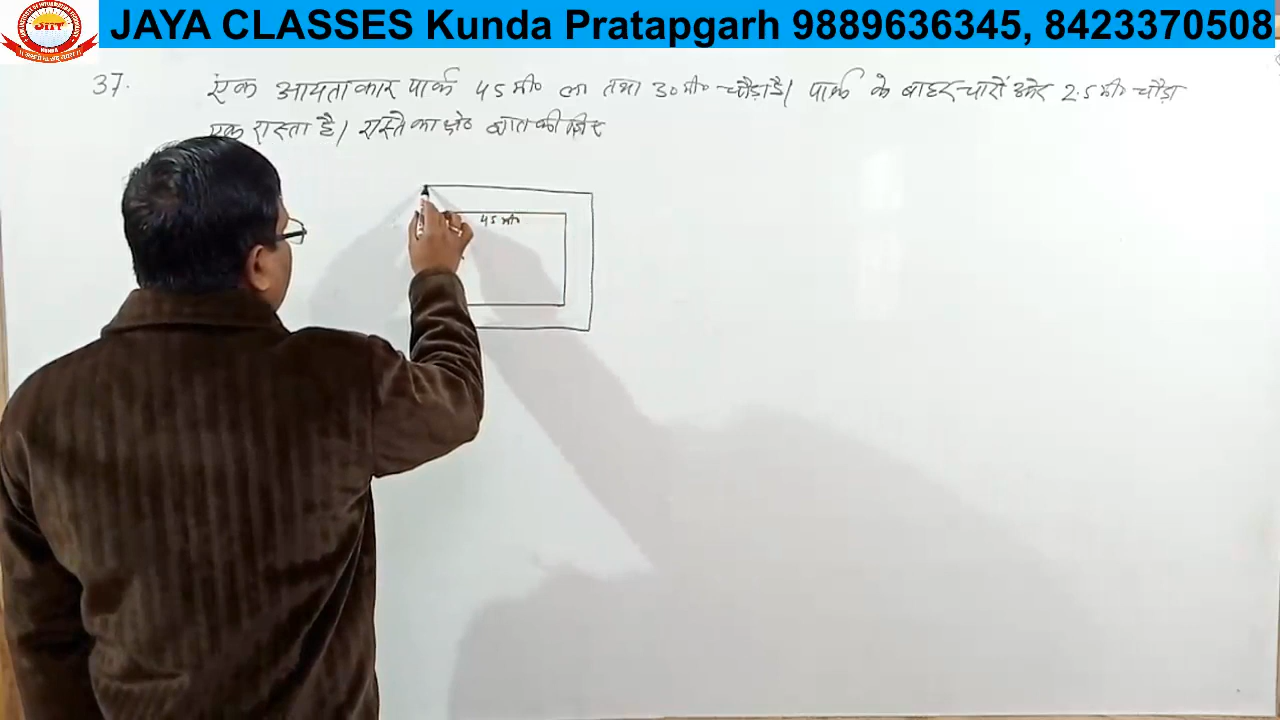 JAYA CLASSES Kunda Pratapgarh 9889636345, 8423370508
37. एक आयताकार पार्क 45 मी० ल० तथा 30 मी० चौड़ा है। पार्क के बाहर चारों ओर 2.5 मी० चौड़ा
एक रास्ता है। रास्ते का क्षे० ज्ञात कीजिए
45 मी०